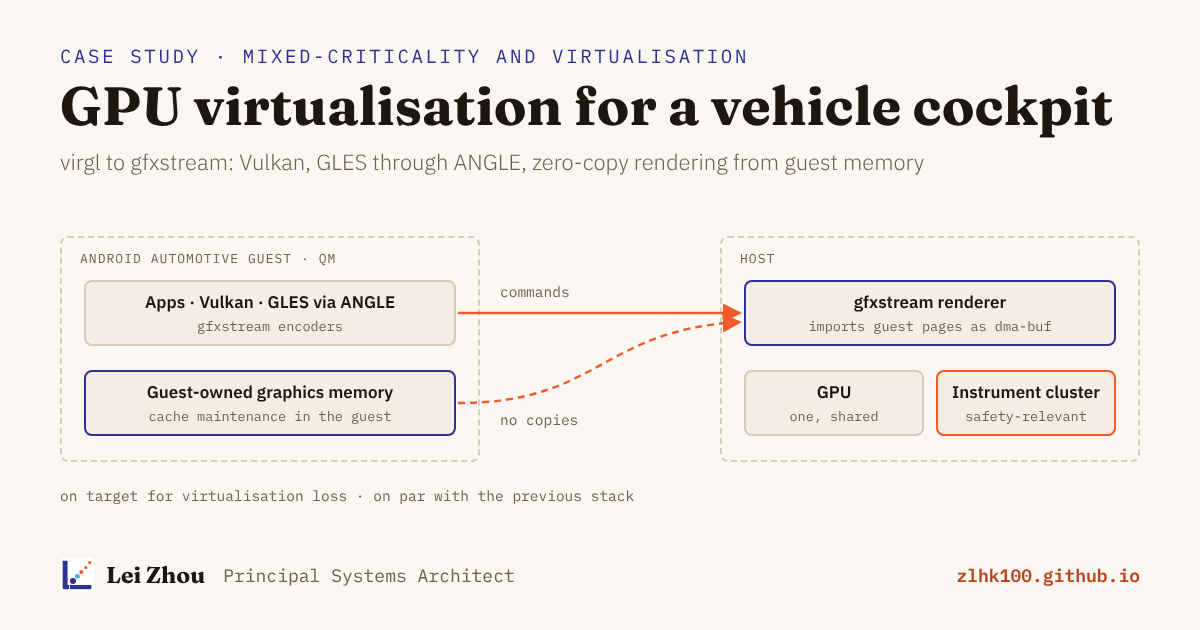 CASE STUDY · MIXED-CRITICALITY AND VIRTUALISATION
GPU virtualisation for a vehicle cockpit
virgl to gfxstream: Vulkan, GLES through ANGLE, zero-copy rendering from guest memory
ANDROID AUTOMOTIVE GUEST · QM
Apps · Vulkan · GLES via ANGLE
gfxstream encoders
Guest-owned graphics memory
cache maintenance in the guest
commands
no copies
HOST
gfxstream renderer
imports guest pages as dma-buf
GPU
one, shared
Instrument cluster
safety-relevant
on target for virtualisation loss · on par with the previous stack
Lei Zhou Principal Systems Architect
zlhk100.github.io